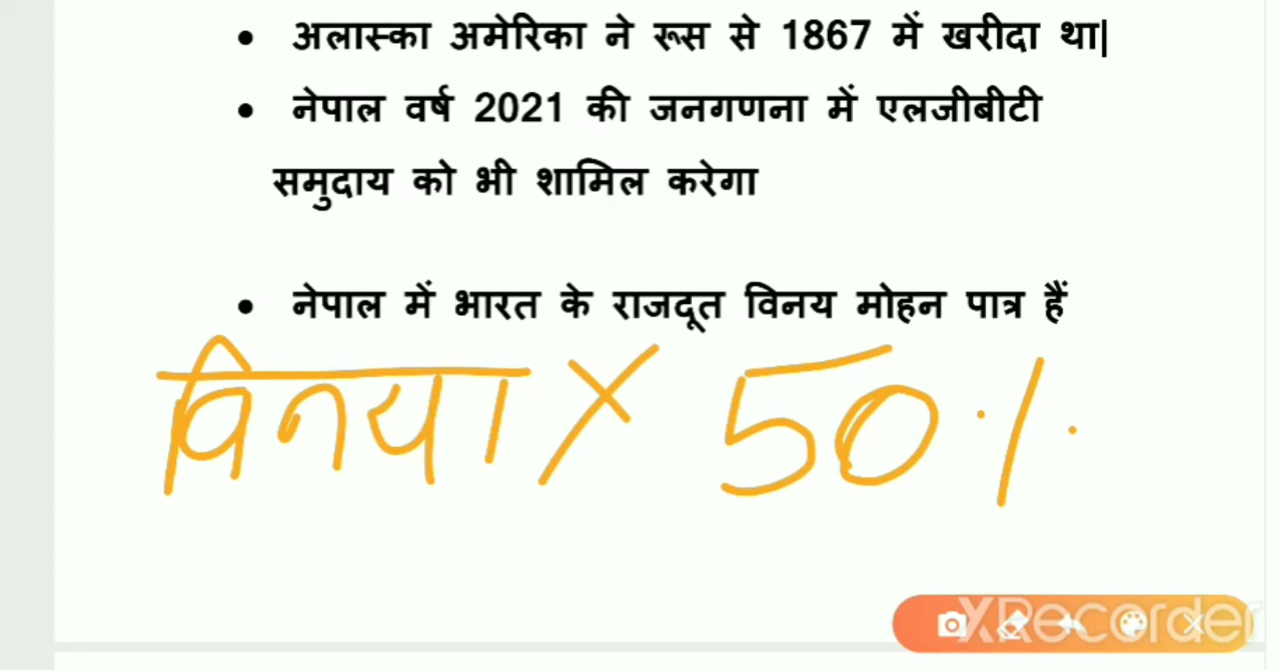 • अलास्का अमेरिका ने रूस से 1867 में खरीदा था|
• नेपाल वर्ष 2021 की जनगणना में एलजीबीटी
समुदाय को भी शामिल करेगा
• नेपाल में भारत के राजदूत विनय मोहन पात्र हैं
विनया X 50%
XRecorder